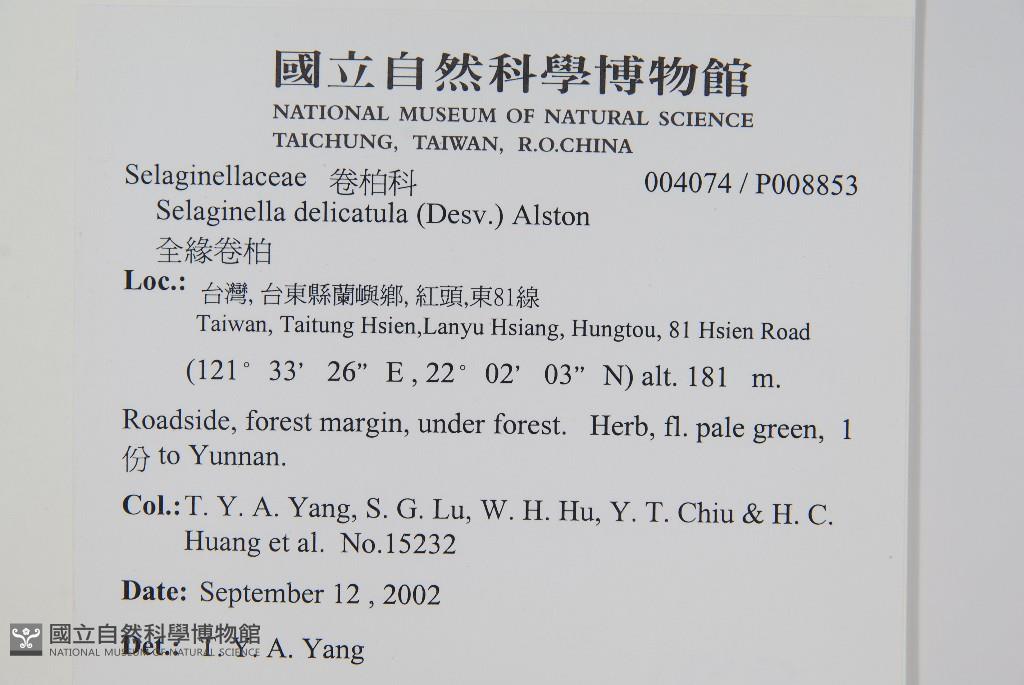 國立自然科學博物館
NATIONAL MUSEUM OF NATURAL SCIENCE
TAICHUNG, TAIWAN, R.O.CHINA
Selaginellaceae 卷柏科 004074 / P008853
Selaginella delicatula (Desv.) Alston
全緣卷柏
Loc.: 台灣, 台東縣蘭嶼鄉, 紅頭,東81線
Taiwan, Taitung Hsien,Lanyu Hsiang, Hungtou, 81 Hsien Road
(121° 33’ 26” E , 22° 02’ 03” N) alt. 181 m.
Roadside, forest margin, under forest. Herb, fl. pale green, 1
份 to Yunnan.
Col.: T. Y. A. Yang, S. G. Lu, W. H. Hu, Y. T. Chiu & H. C.
Huang et al. No.15232
Date: September 12 , 2002
Det.: T. Y. A. Yang
國立自然科學博物館
NATIONAL MUSEUM OF NATURAL SCIENCE